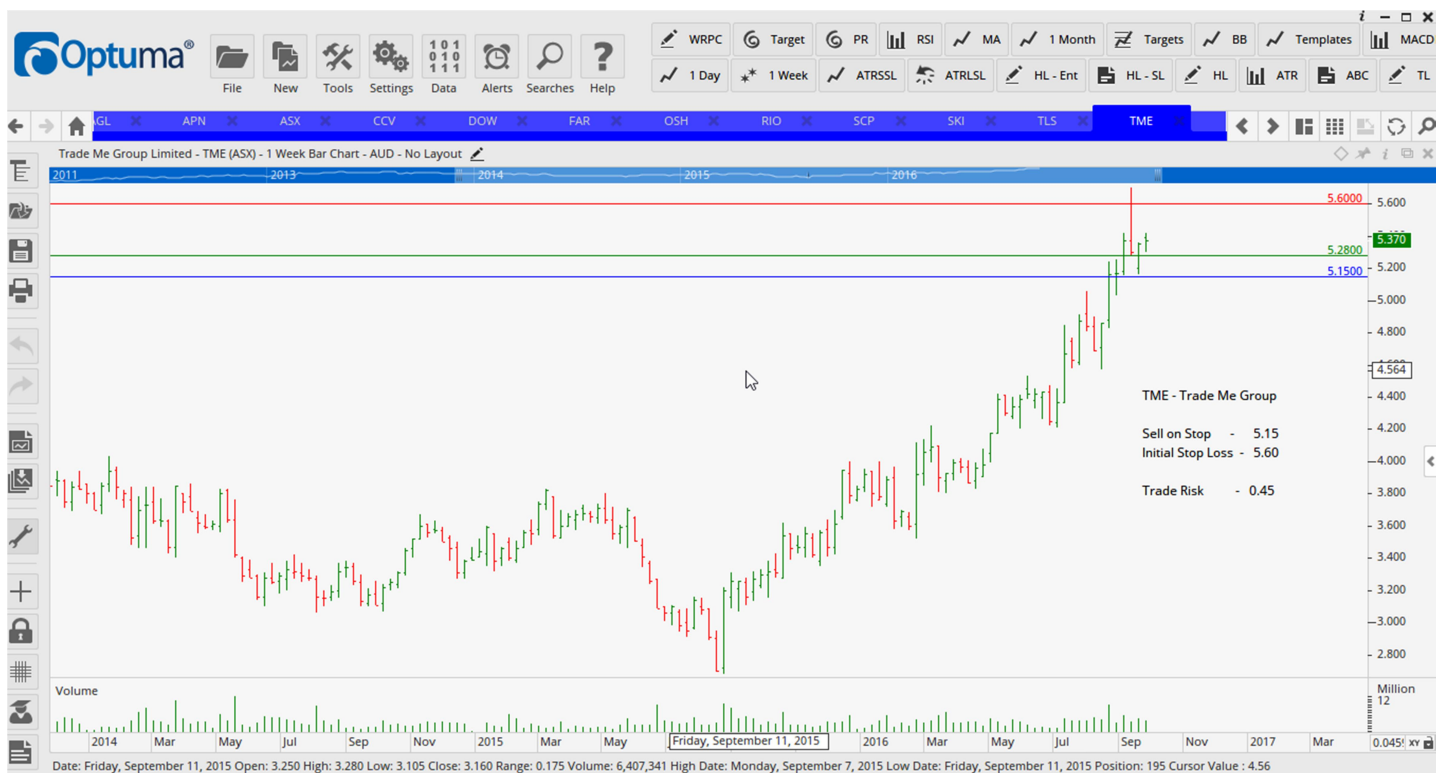 i
Optuma®
File New Tools Settings Data Alerts Searches Help
WRPC Target PR RSI MA 1 Month Targets BB Templates MACD
1 Day 1 Week ATRSSL ATRLSL HL - Ent HL - SL HL ATR ABC TL
GL APN ASX CCV DOW FAR OSH RIO SCP SKI TLS TME
Trade Me Group Limited - TME (ASX) - 1 Week Bar Chart - AUD - No Layout
2011 2013 2014 2015 2016
5.6000 5.600
5.370
5.2800
5.200
5.1500
5.000
4.800
4.564
4.400
TME - Trade Me Group
4.200
Sell on Stop - 5.15
Initial Stop Loss - 5.60
4.000
Trade Risk - 0.45
3.800
3.600
3.400
3.200
3.000
2.800
Volume
Million
12
2014 Mar May Jul Sep Nov 2015 Mar May Friday, September 11, 2015 2016 Mar May Jul Sep Nov 2017 Mar XY
Date: Friday, September 11, 2015 Open: 3.250 High: 3.280 Low: 3.105 Close: 3.160 Range: 0.175 Volume: 6,407,341 High Date: Monday, September 7, 2015 Low Date: Friday, September 11, 2015 Position: 195 Cursor Value : 4.56